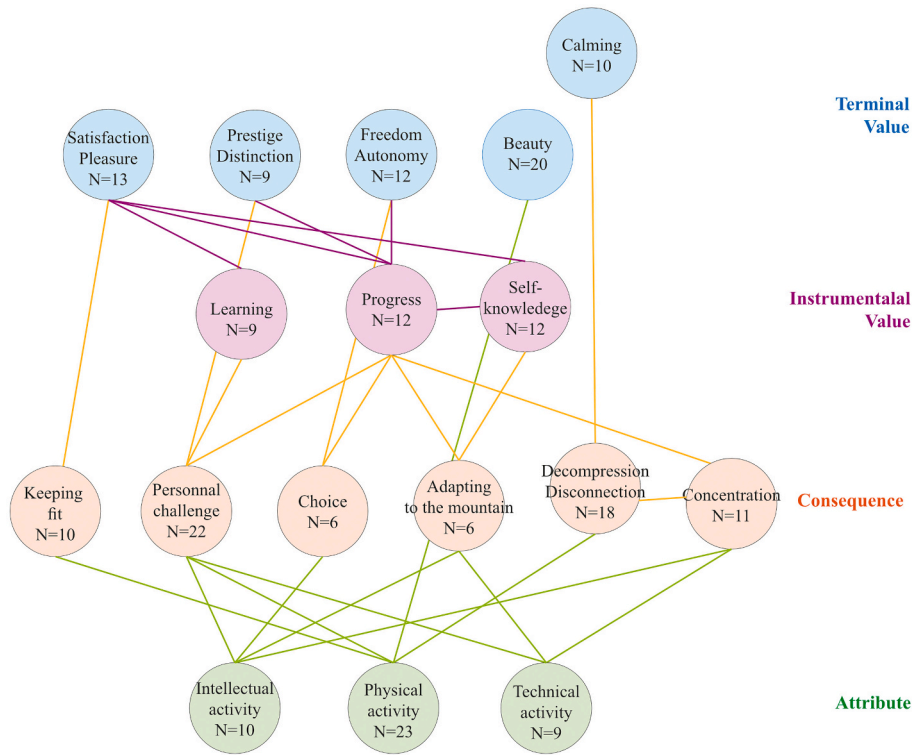 Calming
N=10
Terminal
Value
Satisfaction
Pleasure
N=13
Prestige
Distinction
N=9
Freedom
Autonomy
N=12
Beauty
N=20
Learning
N=9
Progress
N=12
Self-
knowledege
N=12
Instrumentalal
Value
Keeping
fit
N=10
Personnal
challenge
N=22
Choice
N=6
Adapting
to the mountain
N=6
Decompression
Disconnection
N=18
Concentration
N=11
Consequence
Intellectual
activity
N=10
Physical
activity
N=23
Technical
activity
N=9
Attribute